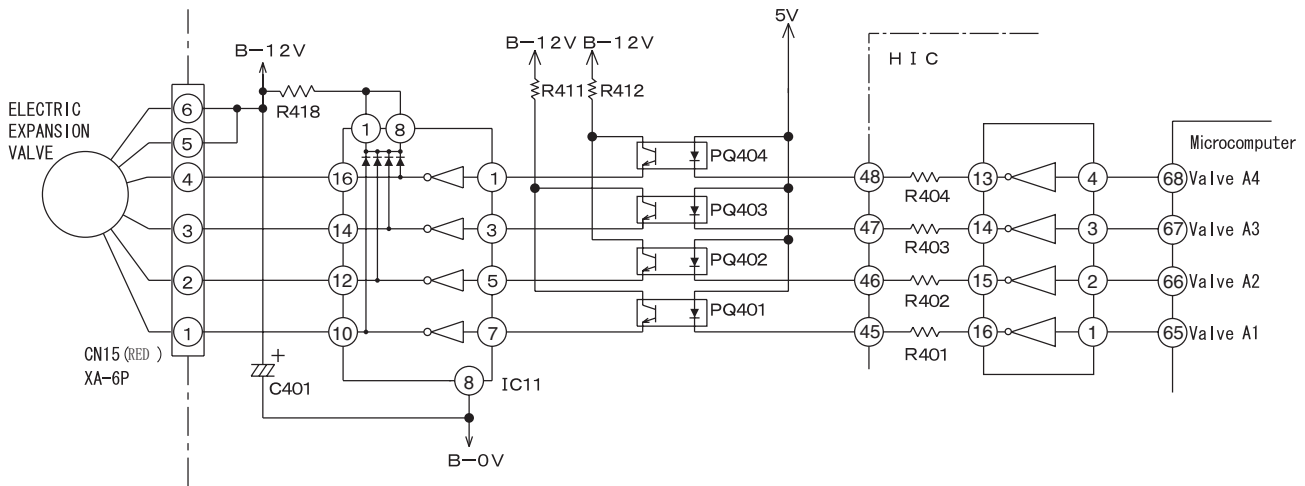 5V
B-12V
B-12V B-12V
HIC
ELECTRIC
EXPANSION
VALVE
6
5
4
3
2
1
R418
1 8
16
14
12
10
1
3
5
7
8
R411 R412
PQ404
PQ403
PQ402
PQ401
48
47
46
45
R404
R403
R402
R401
13
14
15
16
4
3
2
1
Microcomputer
68 Valve A4
67 Valve A3
66 Valve A2
65 Valve A1
CN15(RED )
XA-6P
+
C401
IC11
B-0V